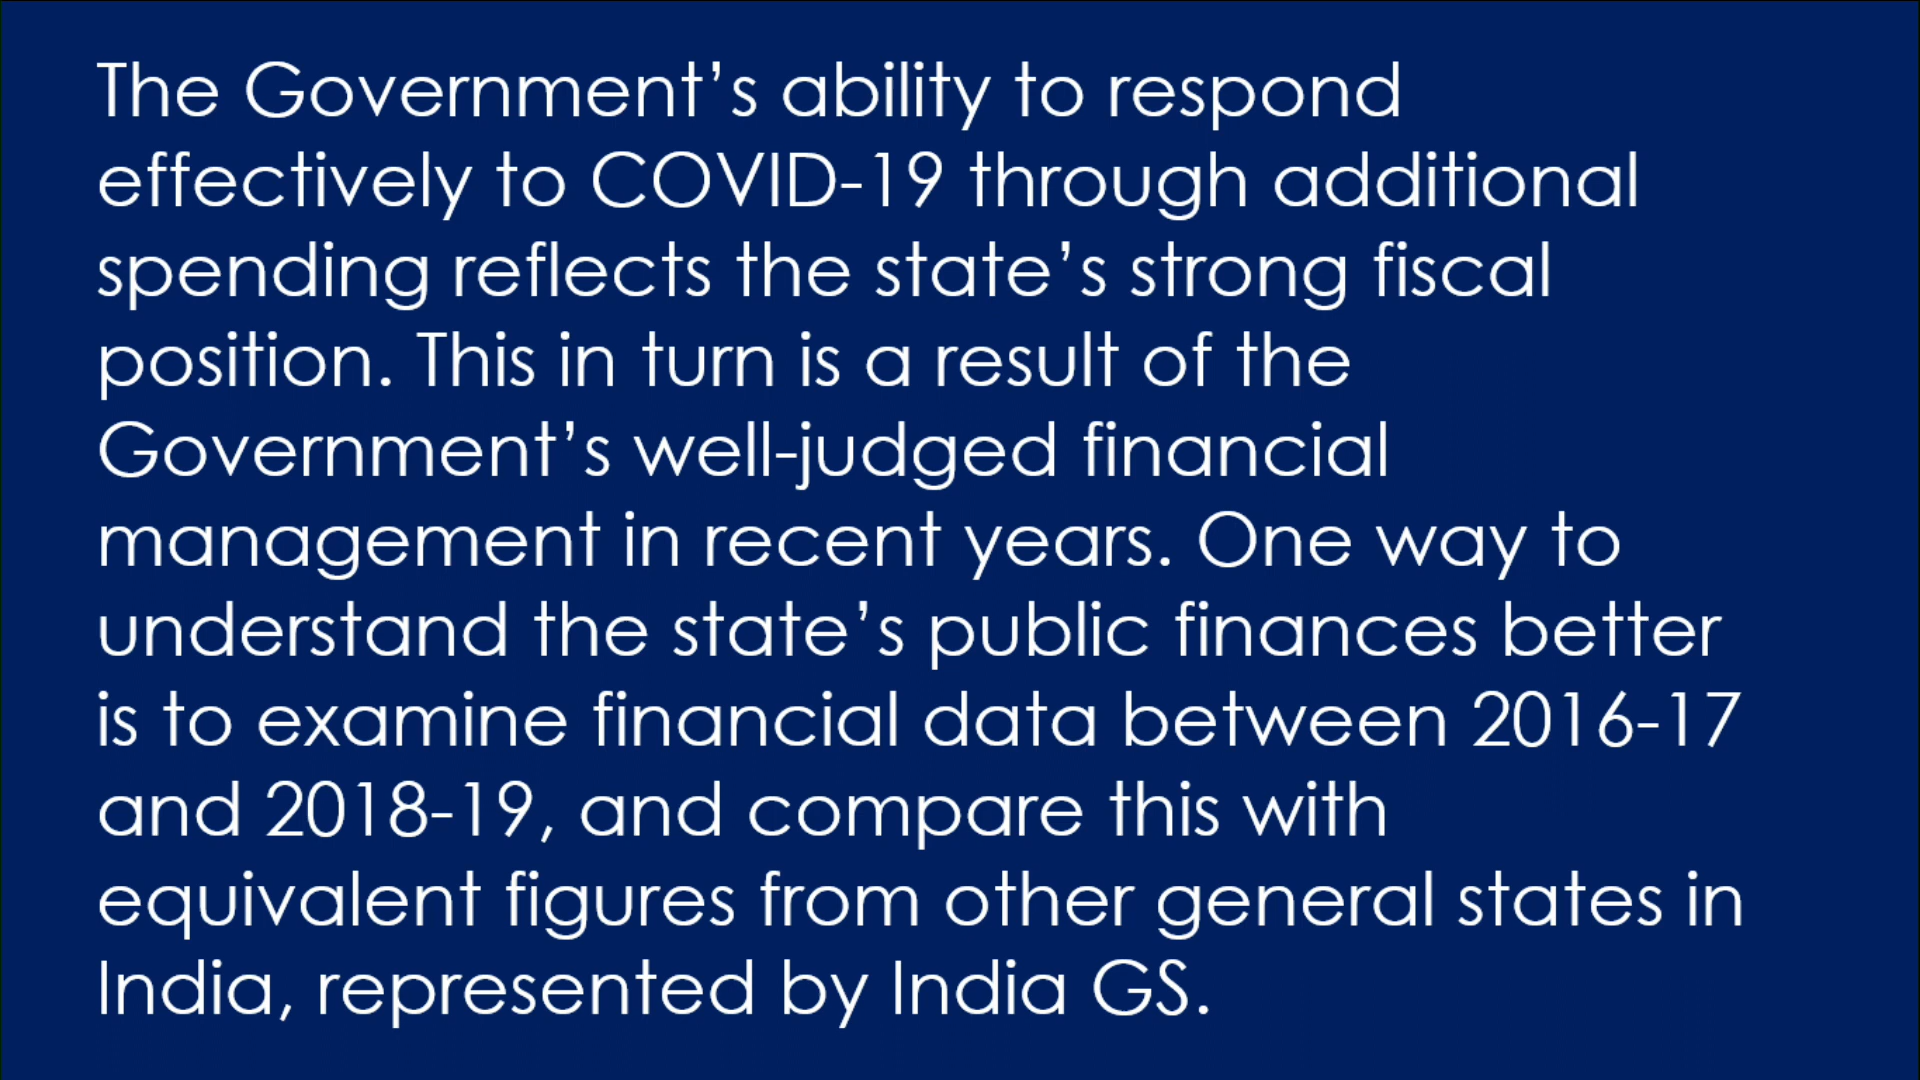 The Government’s ability to respond
effectively to COVID-19 through additional
spending reflects the state’s strong fiscal
position. This in turn is a result of the
Government’s well-judged financial
management in recent years. One way to
understand the state’s public finances better
is to examine financial data between 2016-17
and 2018-19, and compare this with
equivalent figures from other general states in
India, represented by India GS.